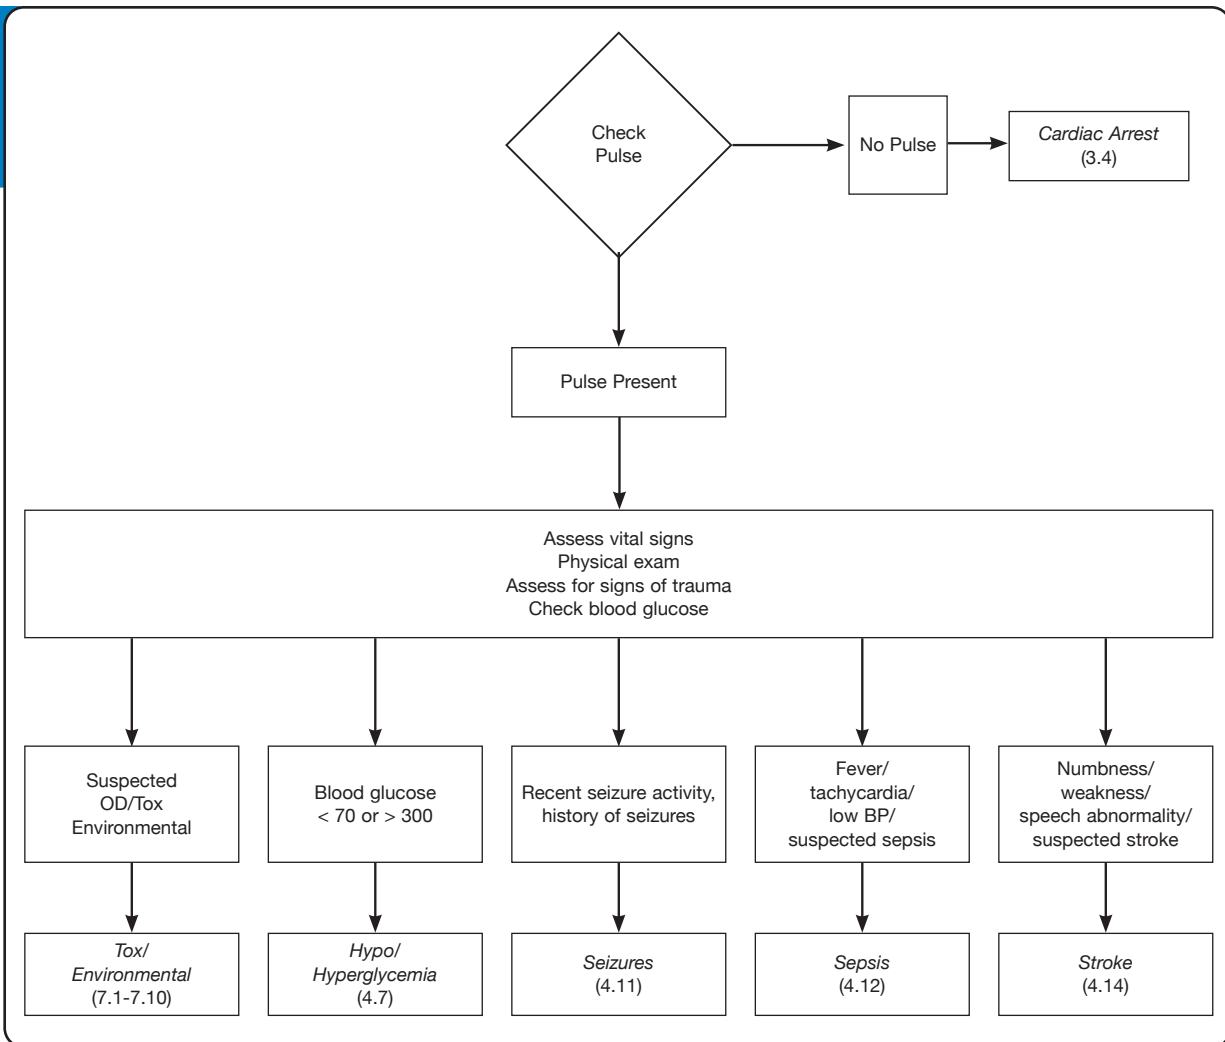 Check
Pulse
No Pulse
Cardiac Arrest
(3.4)
Pulse Present
Assess vital signs
Physical exam
Assess for signs of trauma
Check blood glucose
Suspected
OD/Tox
Environmental
Blood glucose
< 70 or > 300
Recent seizure activity,
history of seizures
Fever/
tachycardia/
low BP/
suspected sepsis
Numbness/
weakness/
speech abnormality/
suspected stroke
Tox/
Environmental
(7.1-7.10)
Hypo/
Hyperglycemia
(4.7)
Seizures
(4.11)
Sepsis
(4.12)
Stroke
(4.14)